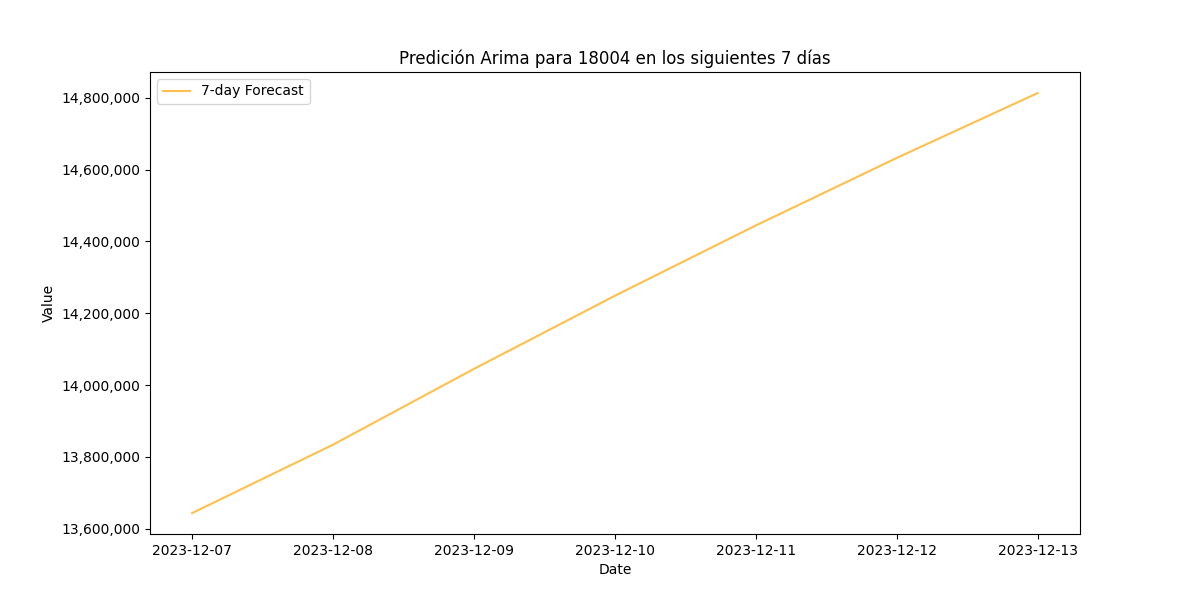 Predición Arima para 18004 en los siguientes 7 días
7-day Forecast
Value
14,800,000
14,600,000
14,400,000
14,200,000
14,000,000
13,800,000
13,600,000
2023-12-07 2023-12-08 2023-12-09 2023-12-10 2023-12-11 2023-12-12 2023-12-13
Date